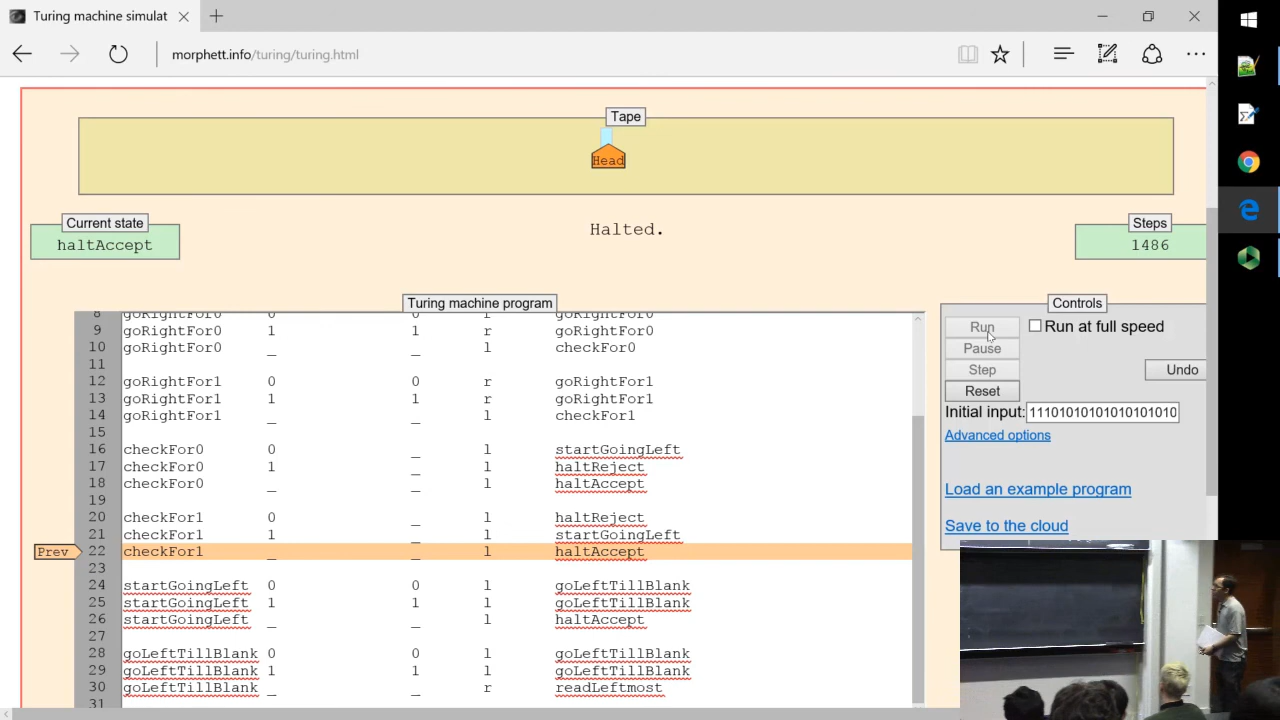 Turing machine simulat
morphett.info/turing/turing.html
Tape
Head
Current state
haltAccept
Halted.
Steps
1486
Turing machine program
8 goRightFor0 0 0 r goRightFor0
9 goRightFor0 1 1 r goRightFor0
10 goRightFor0 _ _ l checkFor0
11
12 goRightFor1 0 0 r goRightFor1
13 goRightFor1 1 1 r goRightFor1
14 goRightFor1 _ _ l checkFor1
15
16 checkFor0 0 _ l startGoingLeft
17 checkFor0 1 _ l haltReject
18 checkFor0 _ _ l haltAccept
19
20 checkFor1 0 _ l haltReject
21 checkFor1 1 _ l startGoingLeft
Prev 22 checkFor1 _ _ l haltAccept
23
24 startGoingLeft 0 0 l goLeftTillBlank
25 startGoingLeft 1 1 l goLeftTillBlank
26 startGoingLeft _ _ l haltAccept
27
28 goLeftTillBlank 0 0 l goLeftTillBlank
29 goLeftTillBlank 1 1 l goLeftTillBlank
30 goLeftTillBlank _ _ r readLeftmost
31
Controls
Run Run at full speed
Pause
Step Undo
Reset
Initial input: 11101010101010101010
Advanced options
Load an example program
Save to the cloud